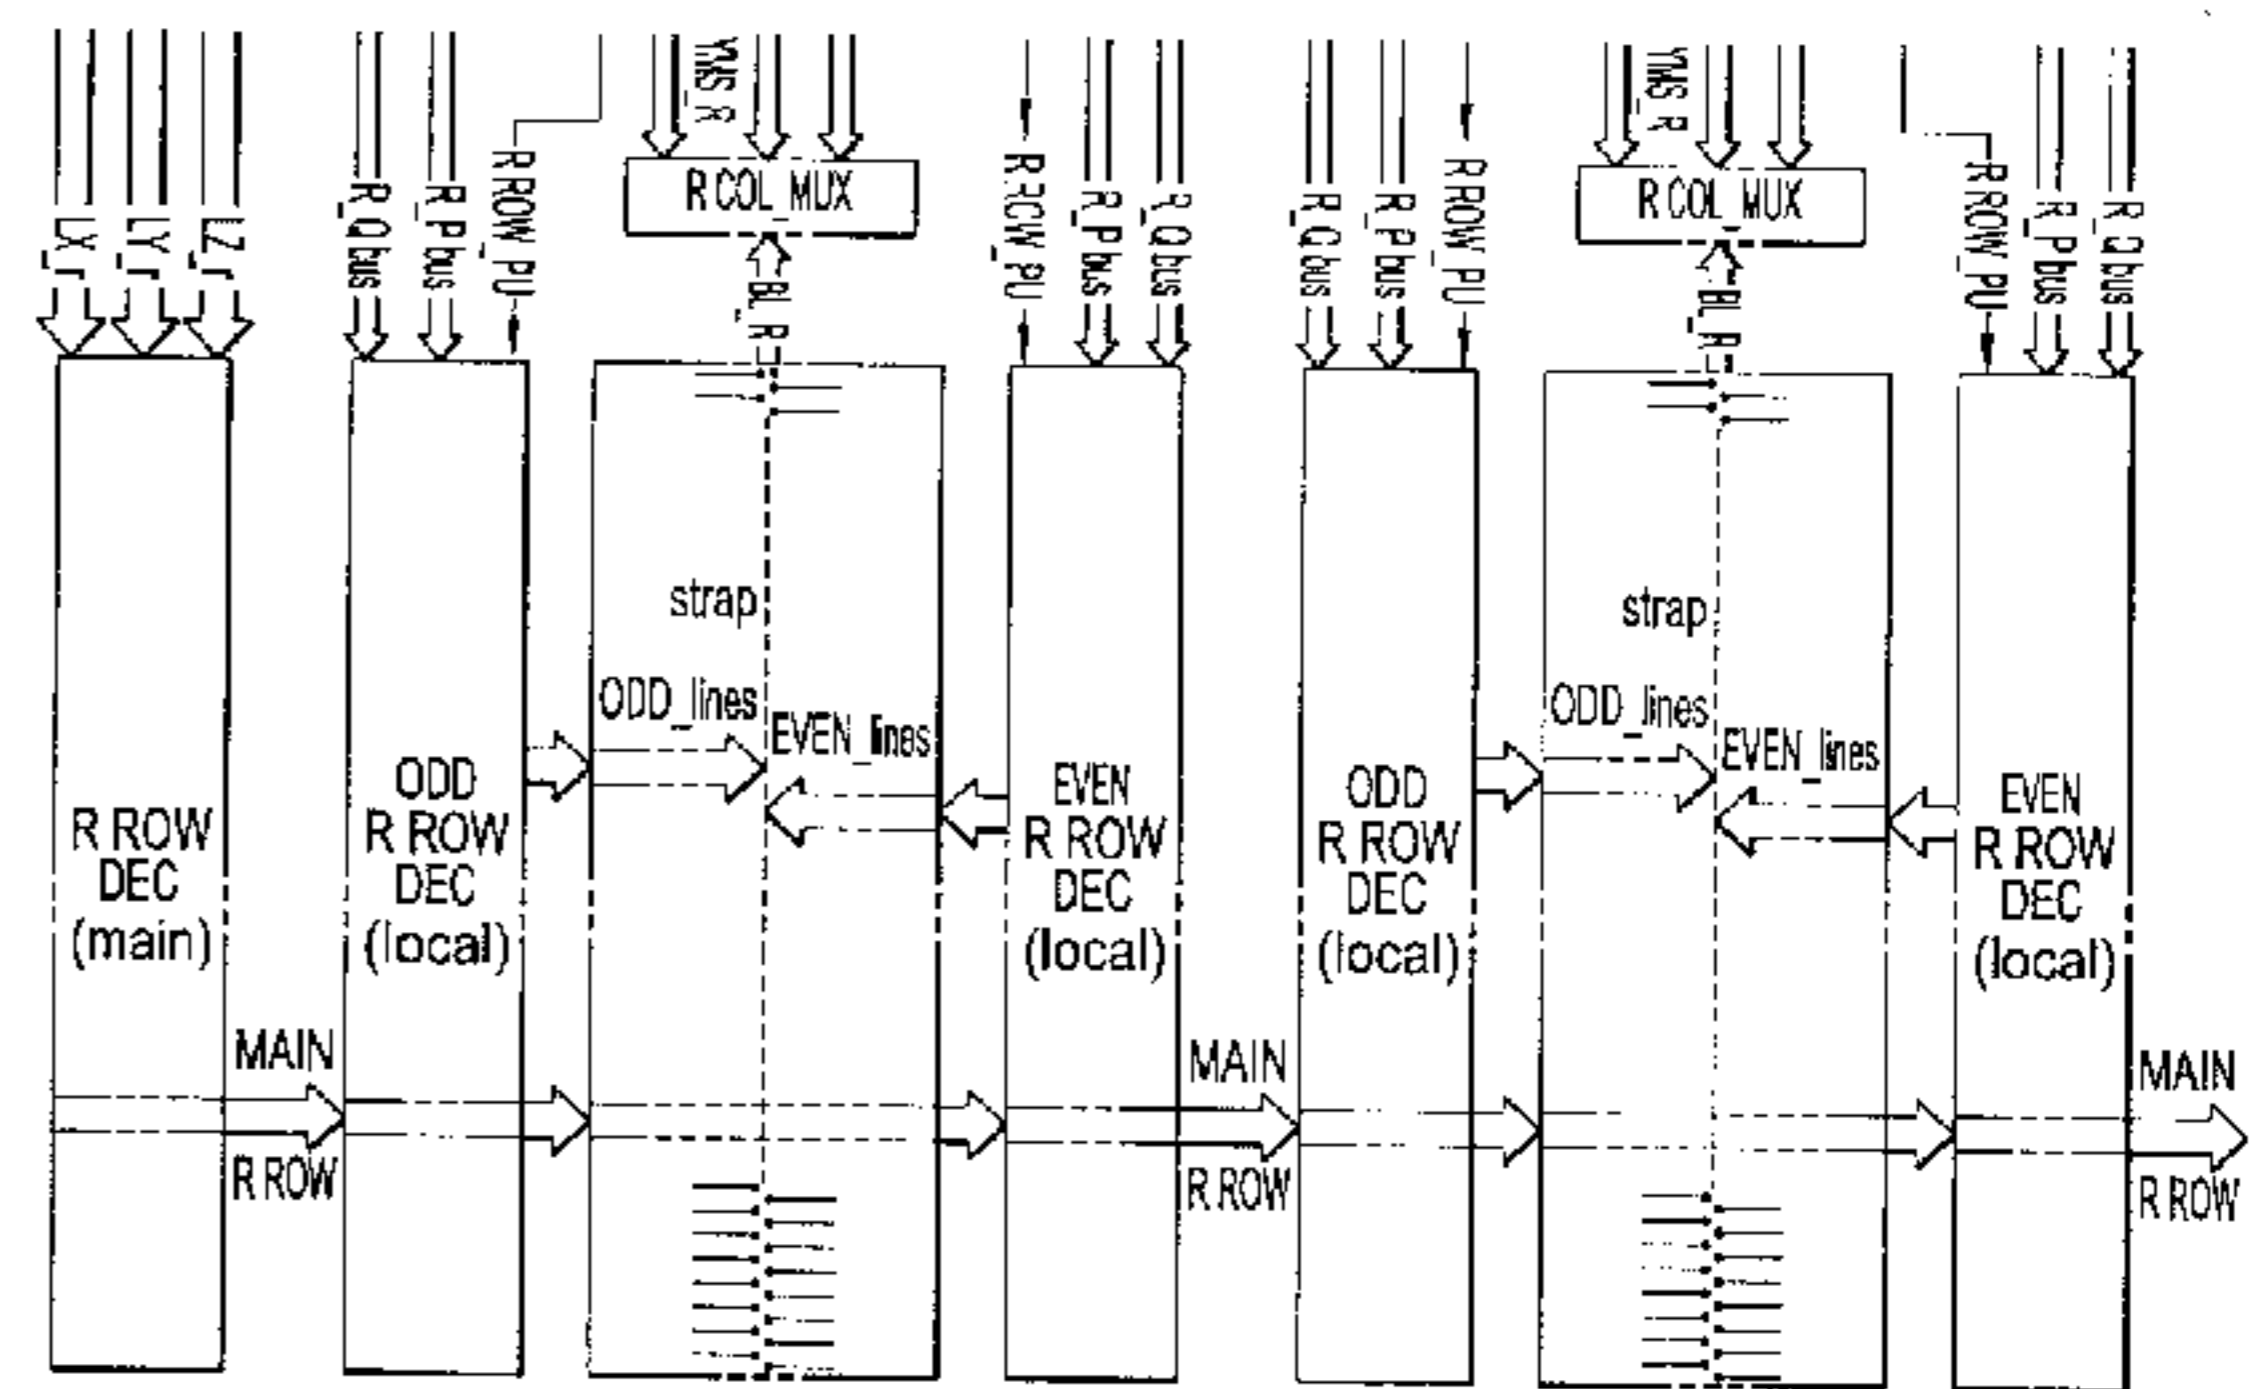 YMS_R
YMS_R
R COL_MUX
R COL_MUX
LX_r
LY_r
LZ_r
R_Q bus
R_P bus
R ROW_PU
BL_R
R ROW_PU
R_P bus
R_Q bus
R_Q bus
R_P bus
R ROW_PU
BL_R
R ROW_PU
R_P bus
R_Q bus
strap
strap
ODD_lines
EVEN_lines
ODD_lines
EVEN_lines
R ROW
DEC
(main)
ODD
R ROW
DEC
(local)
EVEN
R ROW
DEC
(local)
ODD
R ROW
DEC
(local)
EVEN
R ROW
DEC
(local)
MAIN
R ROW
MAIN
R ROW
MAIN
R ROW